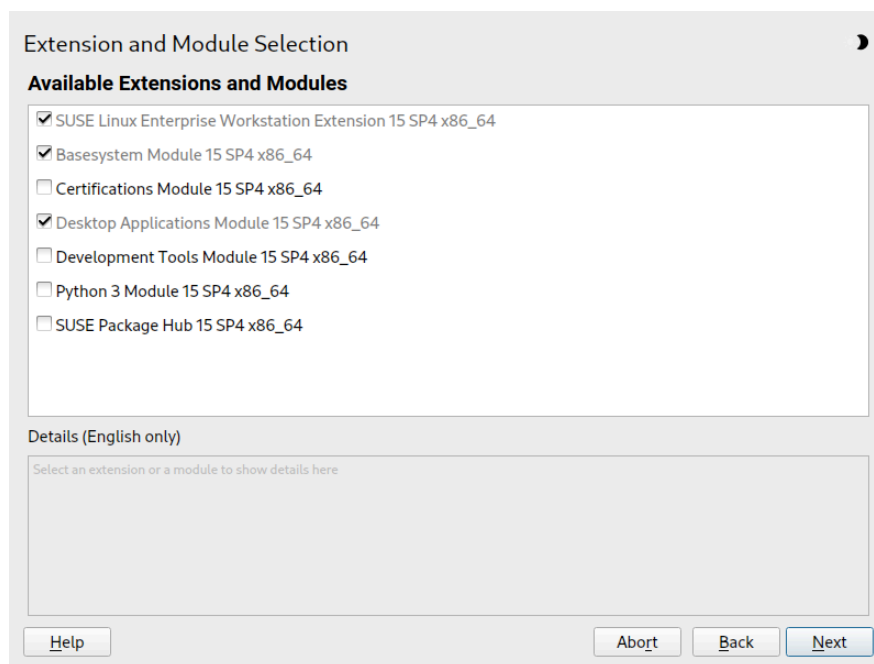 Extension and Module Selection
Available Extensions and Modules
SUSE Linux Enterprise Workstation Extension 15 SP4 x86_64
Basesystem Module 15 SP4 x86_64
Certifications Module 15 SP4 x86_64
Desktop Applications Module 15 SP4 x86_64
Development Tools Module 15 SP4 x86_64
Python 3 Module 15 SP4 x86_64
SUSE Package Hub 15 SP4 x86_64
Details (English only)
Select an extension or a module to show details here
Help Abort Back Next